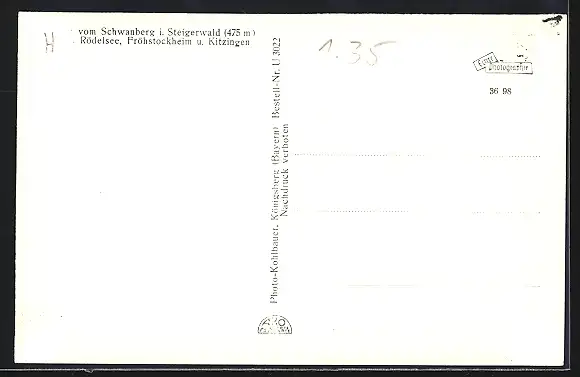 H
vom Schwanberg i. Steigerwald (475 m)
Rödelsee, Fröhstockheim u. Kitzingen
1.35
Echte
Photographie
36 98
Photo-Kohlbauer, Königsberg (Bayern) Bestell-Nr. U 3022
Nachdruck verboten